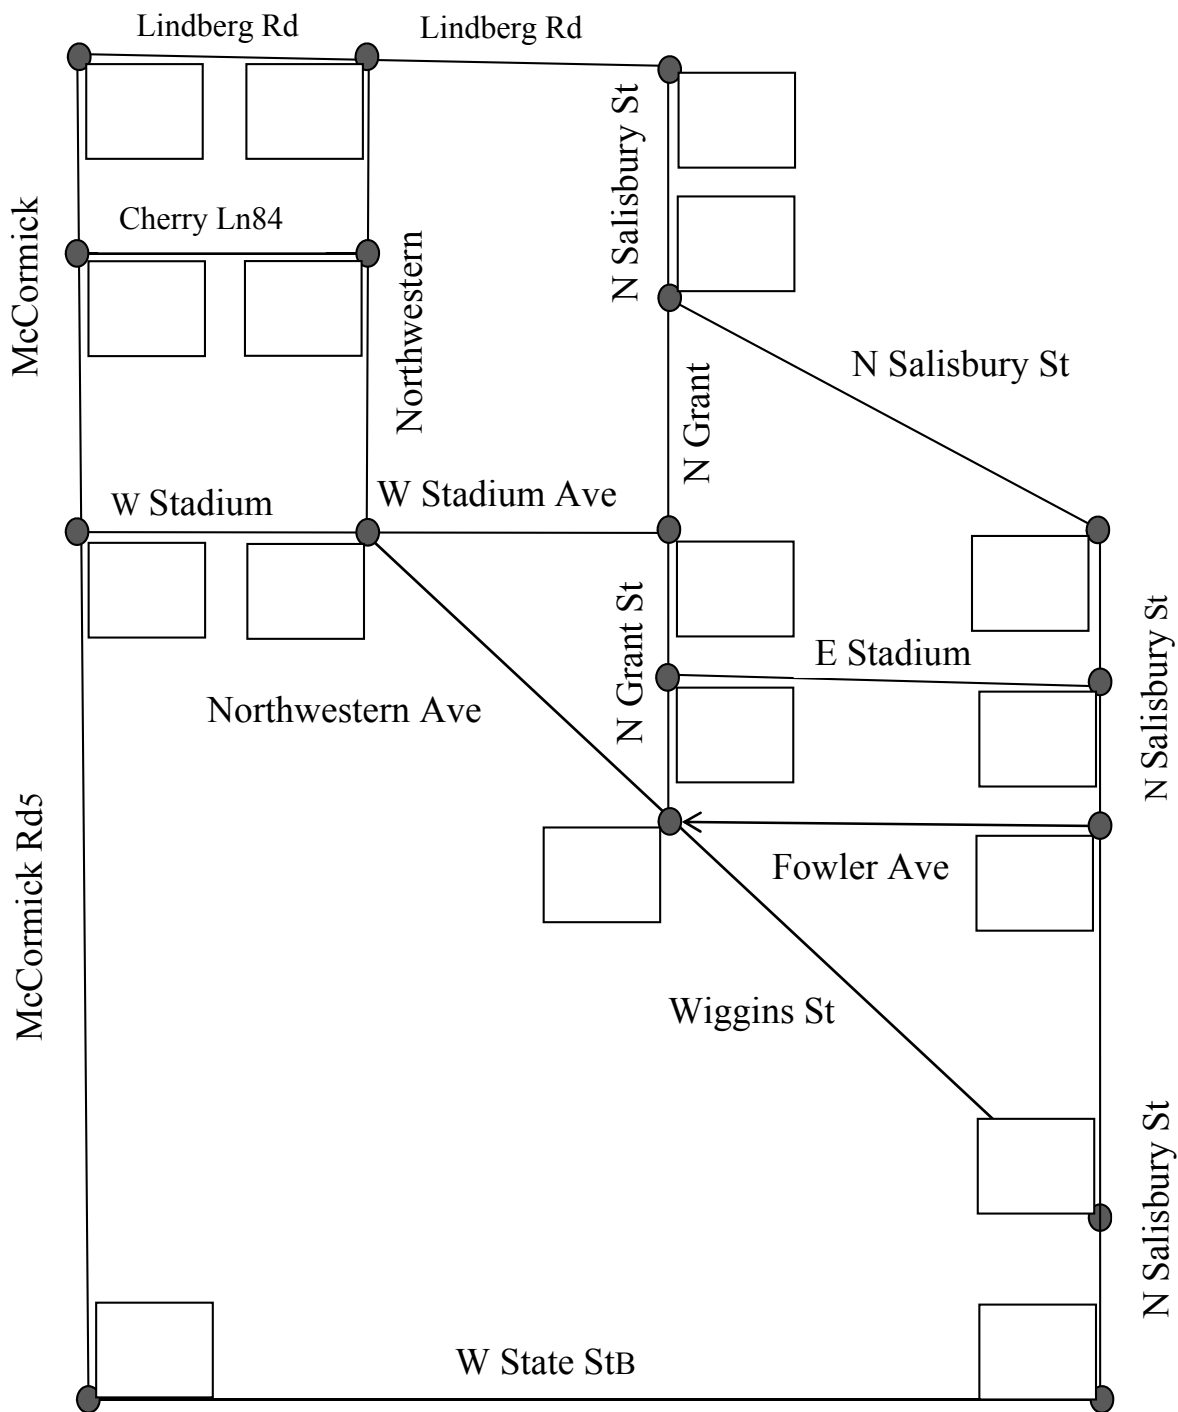 Lindberg Rd
Lindberg Rd
N Salisbury St
Cherry Ln84
McCormick
Northwestern
N Salisbury St
N Grant
W Stadium
W Stadium Ave
N Grant St
E Stadium
N Salisbury St
Northwestern Ave
McCormick Rd5
Fowler Ave
Wiggins St
N Salisbury St
W State StB